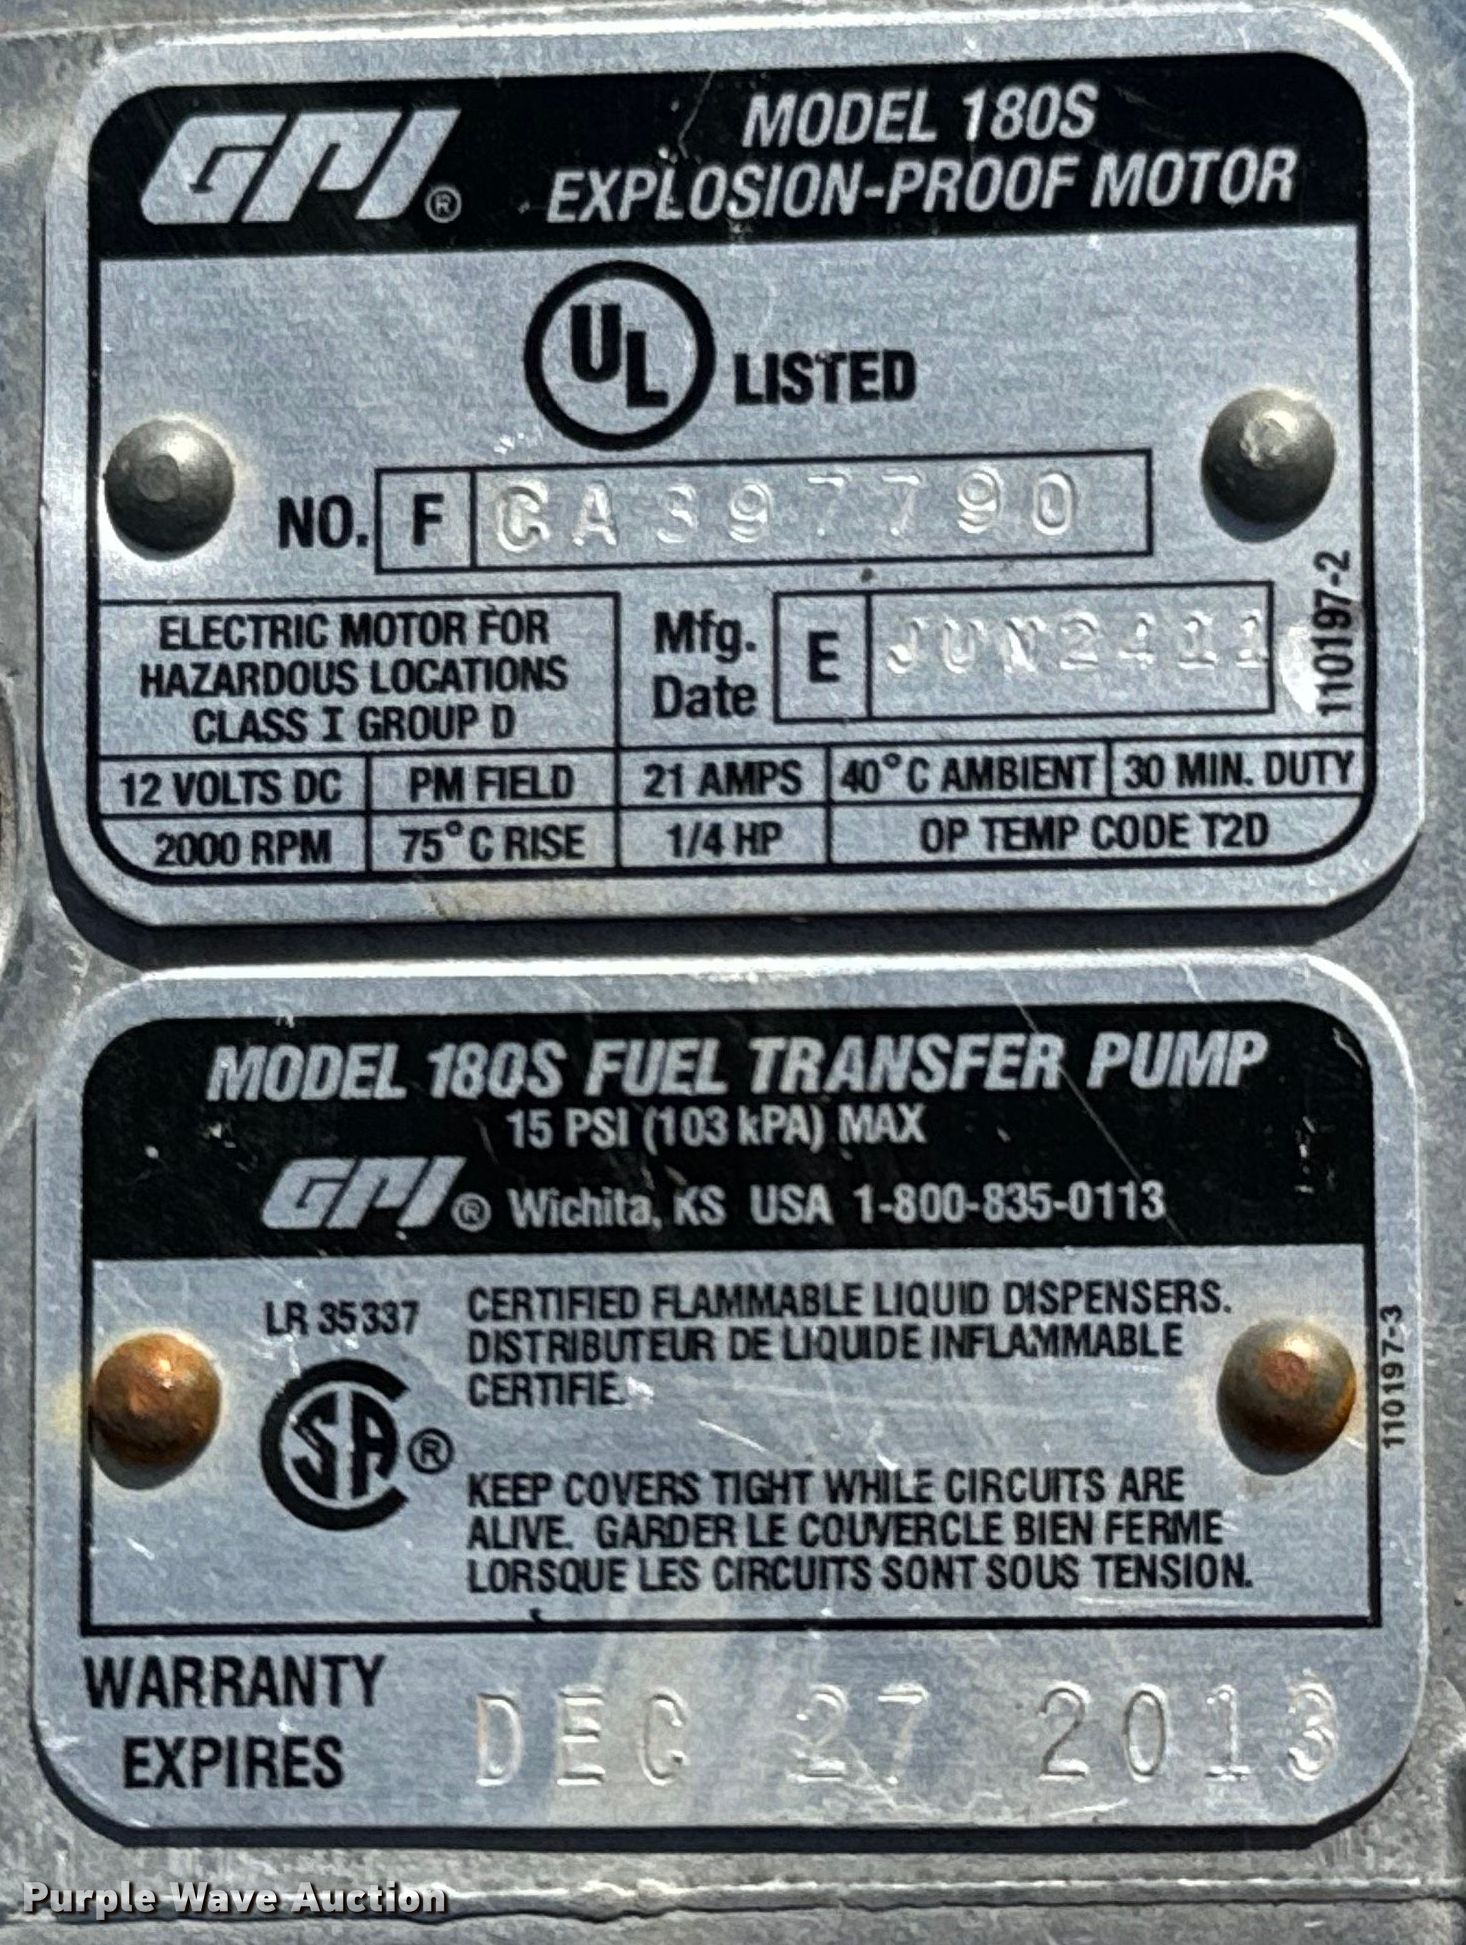 GPI®
MODEL 180S
EXPLOSION-PROOF MOTOR
UL LISTED
NO. F CA397790
ELECTRIC MOTOR FOR
HAZARDOUS LOCATIONS
CLASS I GROUP D
Mfg.
Date
E JUN2411
110197-2
12 VOLTS DC PM FIELD 21 AMPS 40°C AMBIENT 30 MIN. DUTY
2000 RPM 75°C RISE 1/4 HP OP TEMP CODE T2D
MODEL 180S FUEL TRANSFER PUMP
15 PSI (103 kPA) MAX
GPI® Wichita, KS USA 1-800-835-0113
LR 35337
SA®
CERTIFIED FLAMMABLE LIQUID DISPENSERS.
DISTRIBUTEUR DE LIQUIDE INFLAMMABLE
CERTIFIE.
KEEP COVERS TIGHT WHILE CIRCUITS ARE
ALIVE. GARDER LE COUVERCLE BIEN FERME
LORSQUE LES CIRCUITS SONT SOUS TENSION.
110197-3
WARRANTY
EXPIRES
DEC 27 2013
Purple Wave Auction